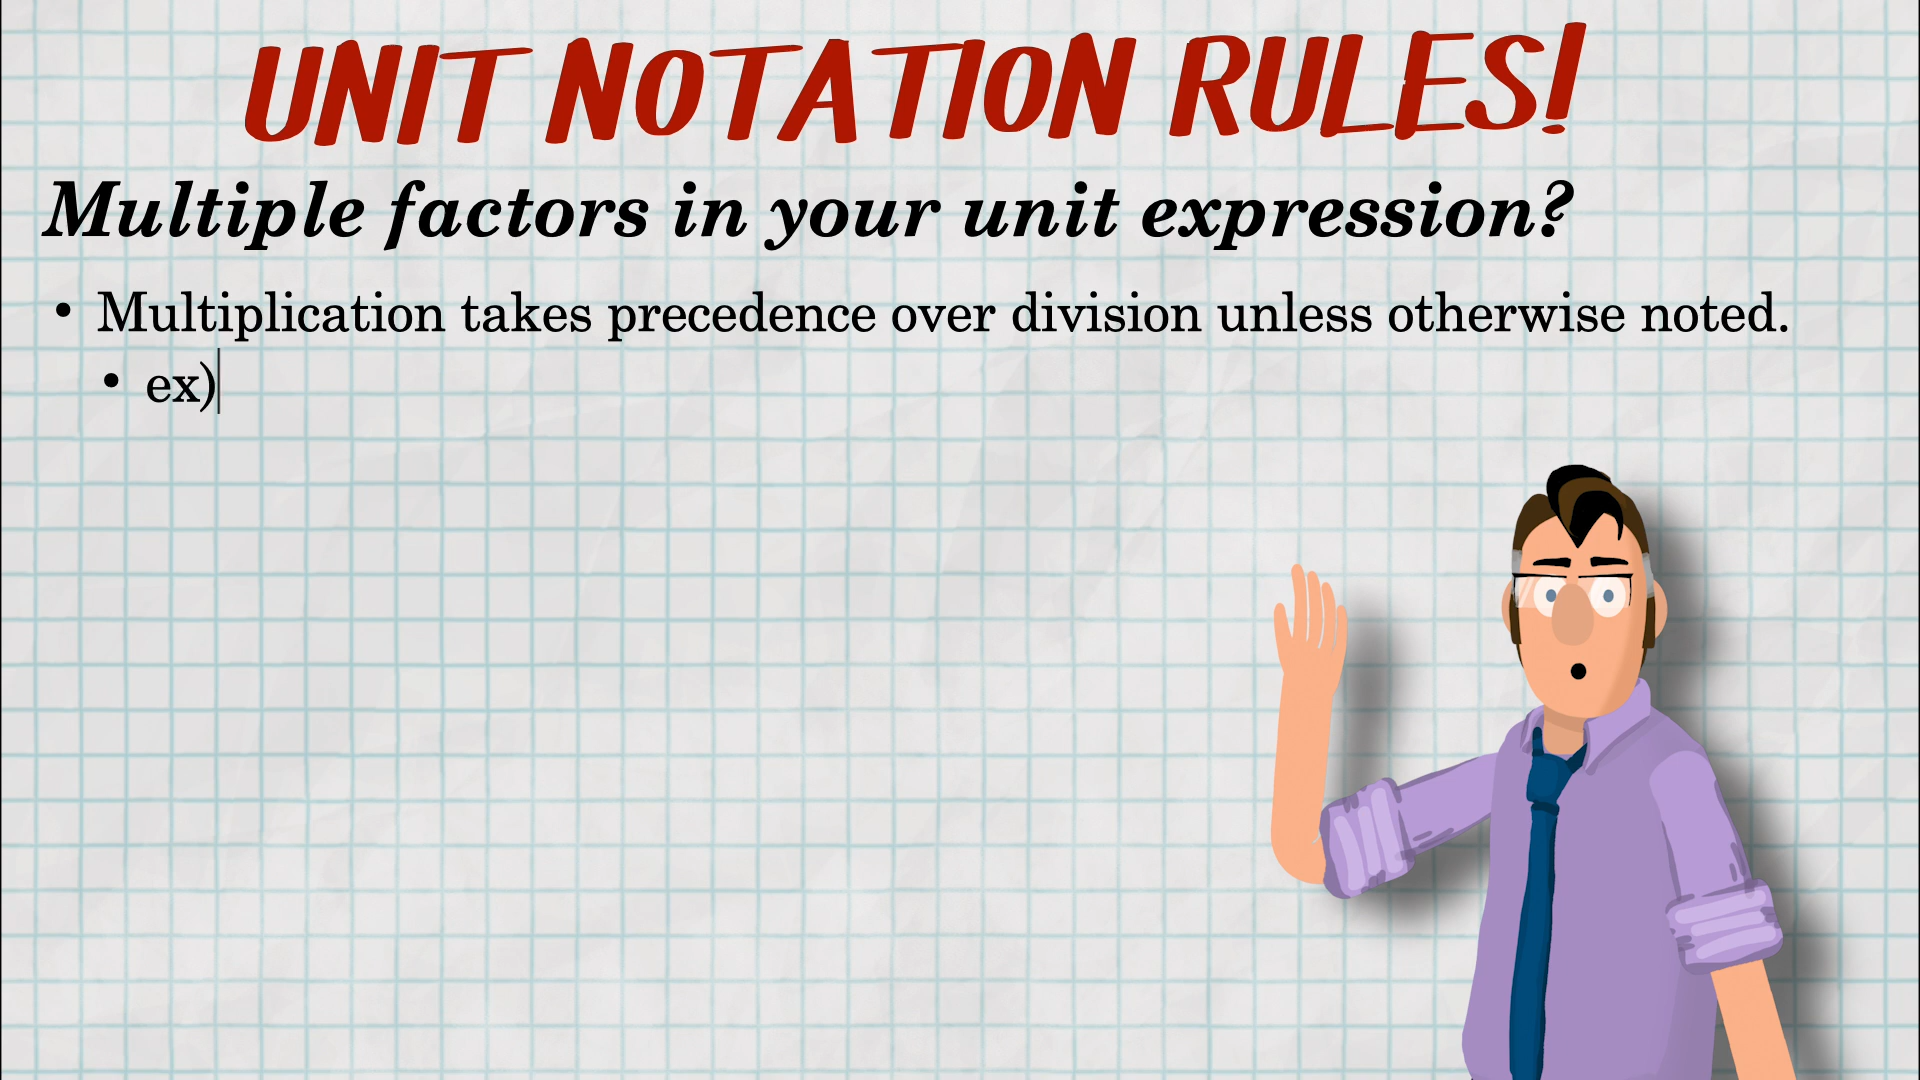 UNIT NOTATION RULES!
Multiple factors in your unit expression?
• Multiplication takes precedence over division unless otherwise noted.
• ex)